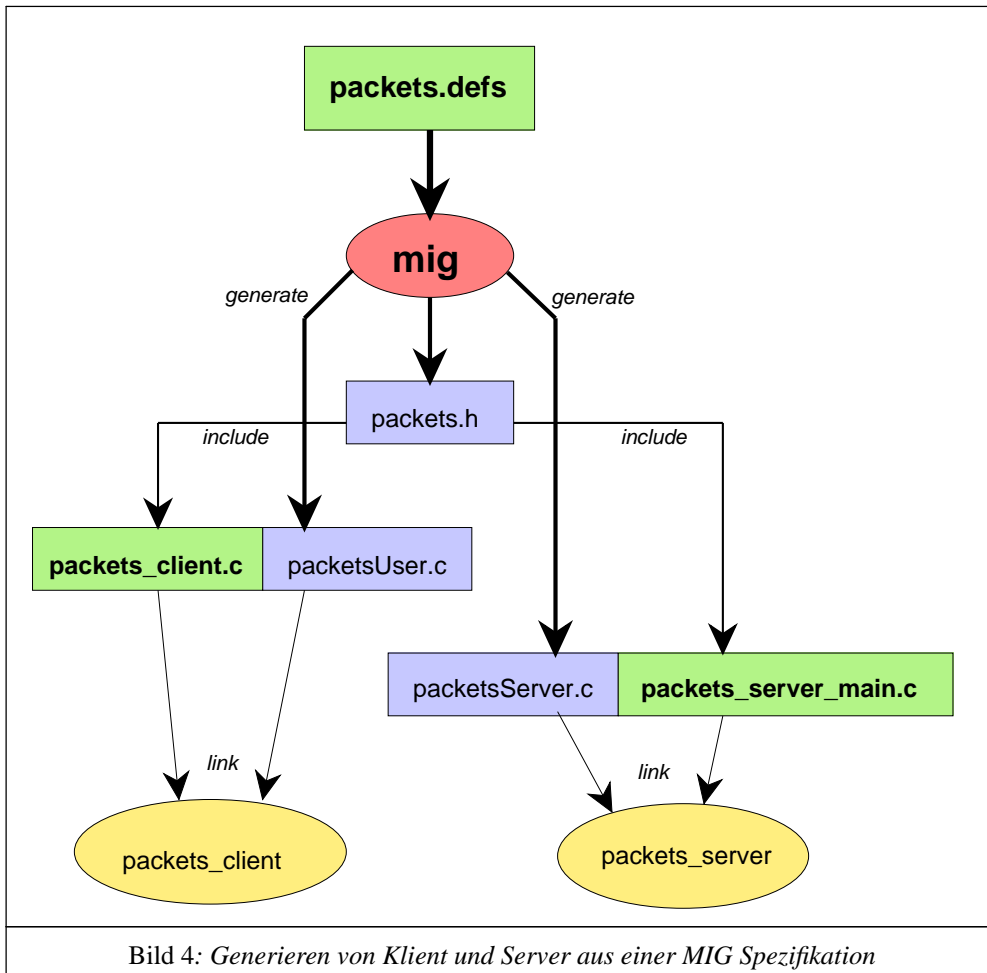 packets.defs
mig
generate
generate
packets.h
include
include
packets_client.c
packetsUser.c
packetsServer.c
packets_server_main.c
link
link
packets_client
packets_server
Bild 4: Generieren von Klient und Server aus einer MIG Spezifikation